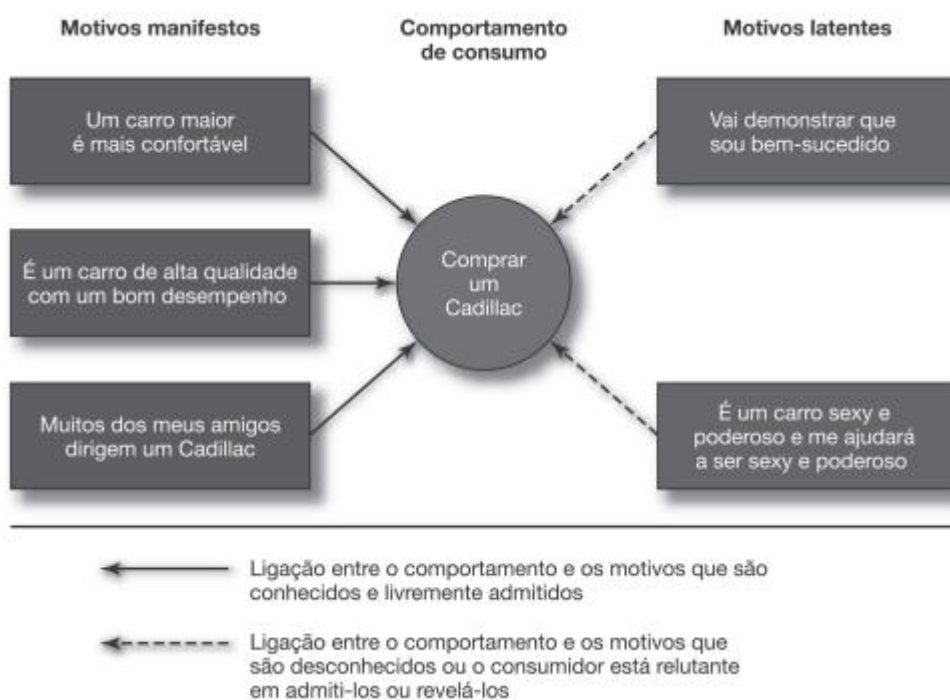 Motivos manifestos
Comportamento
de consumo
Motivos latentes
Um carro maior
é mais confortável
É um carro de alta qualidade
com um bom desempenho
Muitos dos meus amigos
dirigem um Cadillac
Comprar
um
Cadillac
Vai demonstrar que
sou bem-sucedido
É um carro sexy e
poderoso e me ajudará
a ser sexy e poderoso
Ligação entre o comportamento e os motivos que são
conhecidos e livremente admitidos
Ligação entre o comportamento e os motivos que
são desconhecidos ou o consumidor está relutante
em admiti-los ou revelá-los